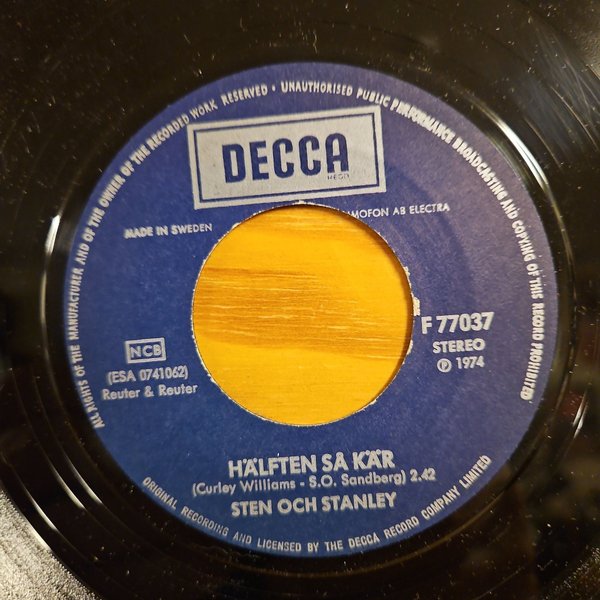 ALL RIGHTS OF THE MANUFACTURER AND OF THE OWNER OF THE RECORDED WORK RESERVED • UNAUTHORISED PUBLIC PERFORMANCE BROADCASTING AND COPYING OF THIS RECORD PROHIBITED
DECCA
REGD
MADE IN SWEDEN
AMOFON AB ELECTRA
F 77037
STEREO
℗ 1974
NCB
(ESA 0741062)
Reuter & Reuter
HÄLFTEN SÅ KÄR
(Curley Williams - S.O. Sandberg) 2.42
STEN OCH STANLEY
ORIGINAL RECORDING AND LICENSED BY THE DECCA RECORD COMPANY LIMITED